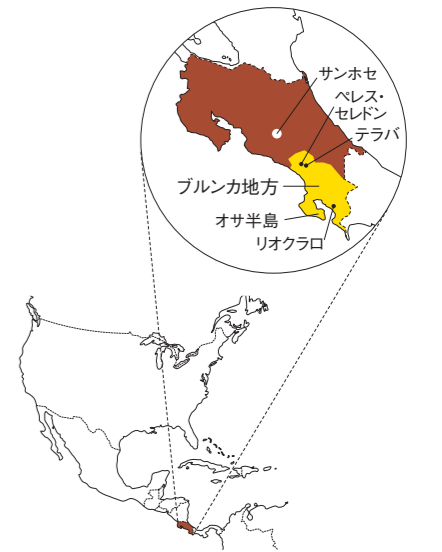 サンホセ
ペレス・
セレドン
テラバ
ブルンカ地方
オサ半島
リオクラロ